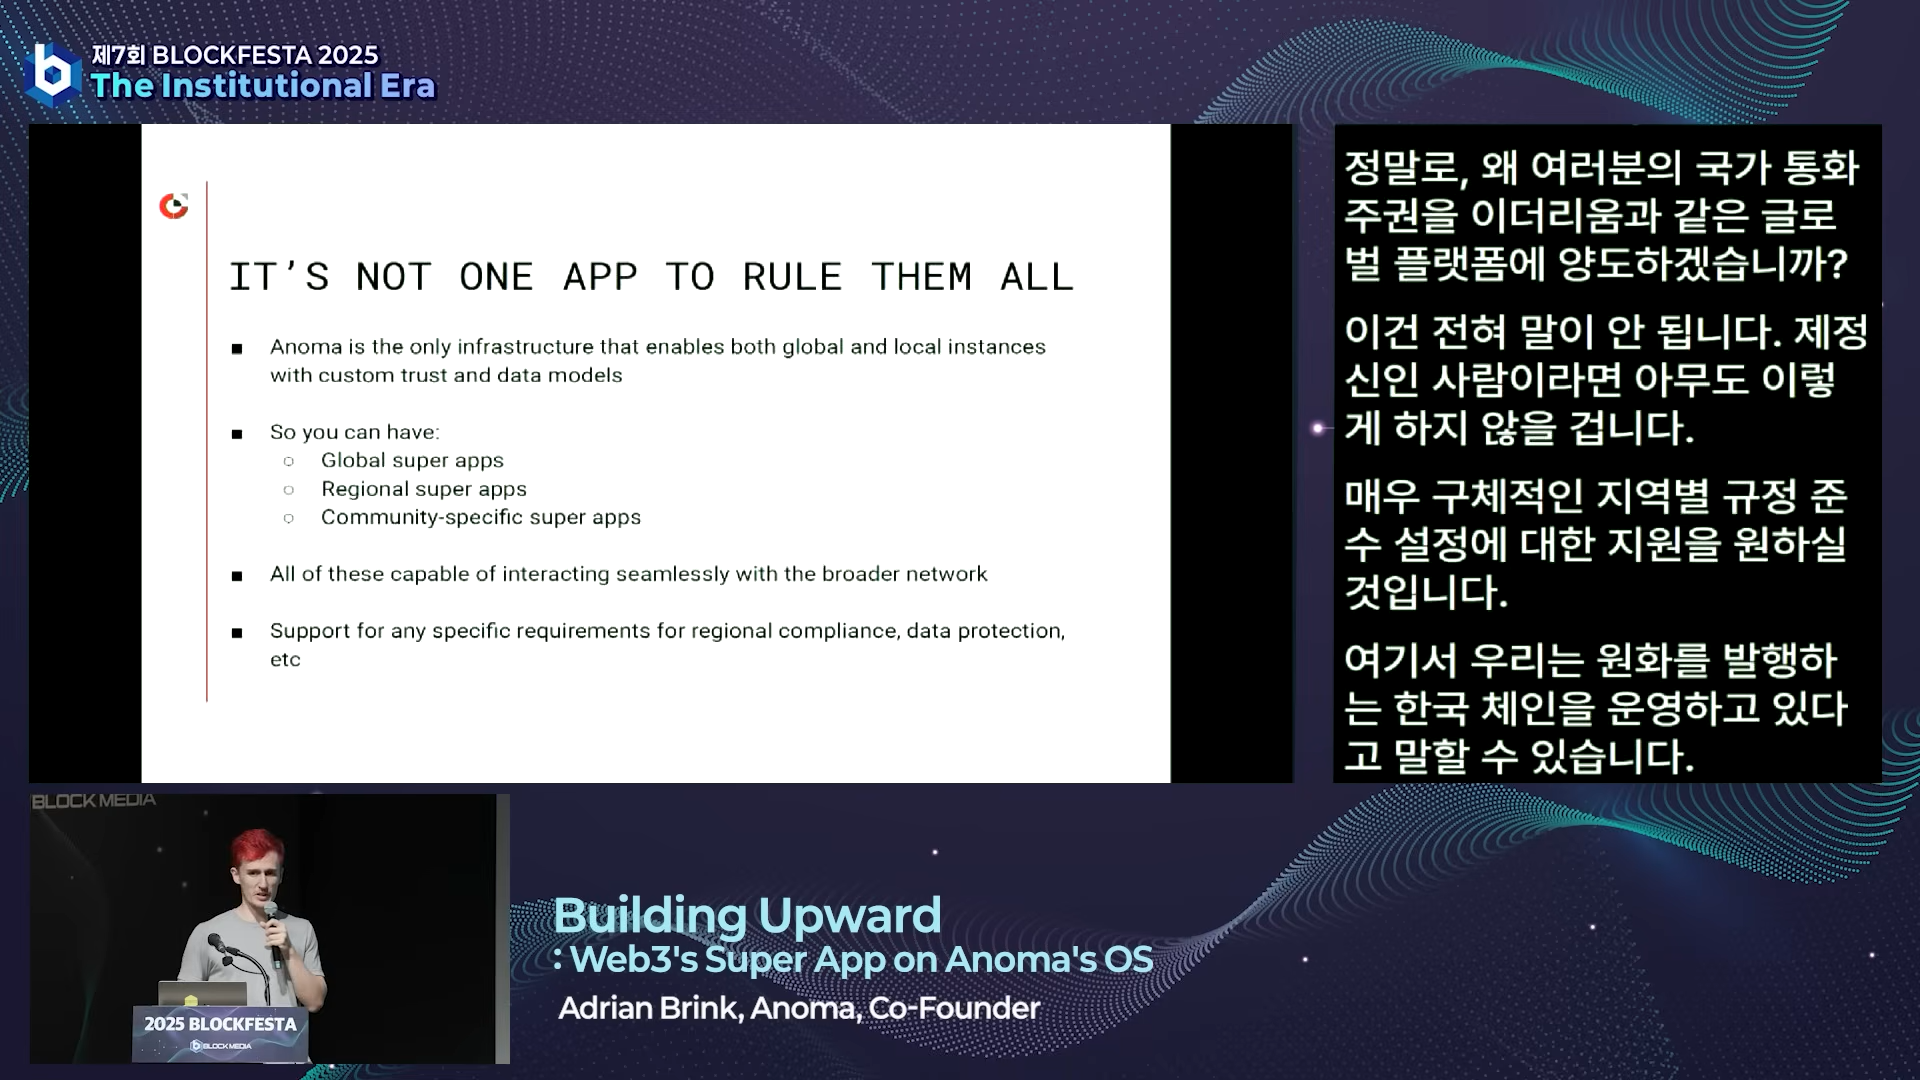 제7회 BLOCKFESTA 2025
The Institutional Era
IT’S NOT ONE APP TO RULE THEM ALL
■ Anoma is the only infrastructure that enables both global and local instances
with custom trust and data models
■ So you can have:
○ Global super apps
○ Regional super apps
○ Community-specific super apps
■ All of these capable of interacting seamlessly with the broader network
■ Support for any specific requirements for regional compliance, data protection,
etc
정말로, 왜 여러분의 국가 통화
주권을 이더리움과 같은 글로
벌 플랫폼에 양도하겠습니까?
이건 전혀 말이 안 됩니다. 제정
신인 사람이라면 아무도 이렇
게 하지 않을 겁니다.
매우 구체적인 지역별 규정 준
수 설정에 대한 지원을 원하실
것입니다.
여기서 우리는 원화를 발행하
는 한국 체인을 운영하고 있다
고 말할 수 있습니다.
BLOCK MEDIA
2025 BLOCKFESTA
BLOCK MEDIA
Building Upward
: Web3's Super App on Anoma's OS
Adrian Brink, Anoma, Co-Founder